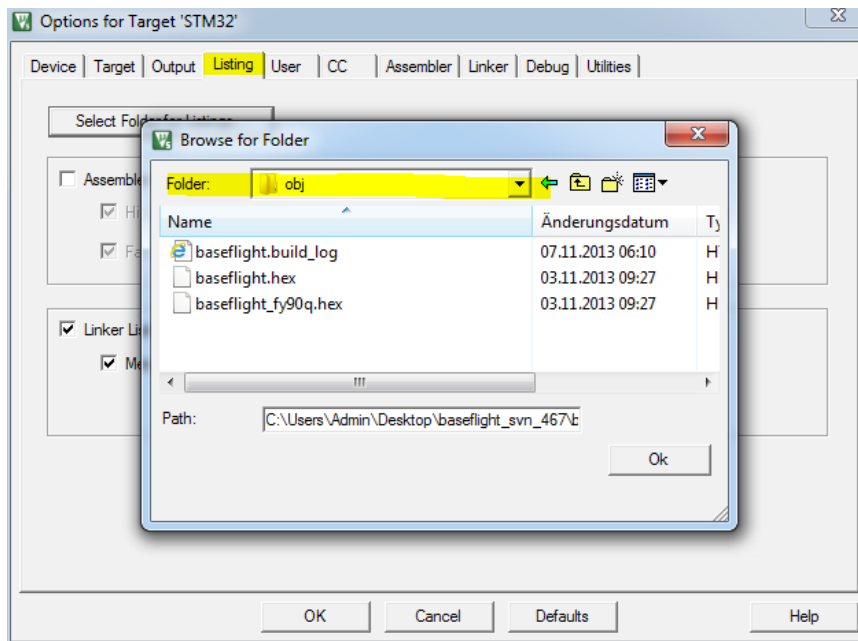 Options for Target 'STM32'
Device Target Output Listing User CC Assembler Linker Debug Utilities
Browse for Folder
Folder: obj
Name Änderungsdatum
baseflight.build_log 07.11.2013 06:10
baseflight.hex 03.11.2013 09:27
baseflight_fy90q.hex 03.11.2013 09:27
Path: C:\Users\Admin\Desktop\baseflight_svn_467\b
Ok
Select
Assemble
Linker
OK Cancel Defaults Help